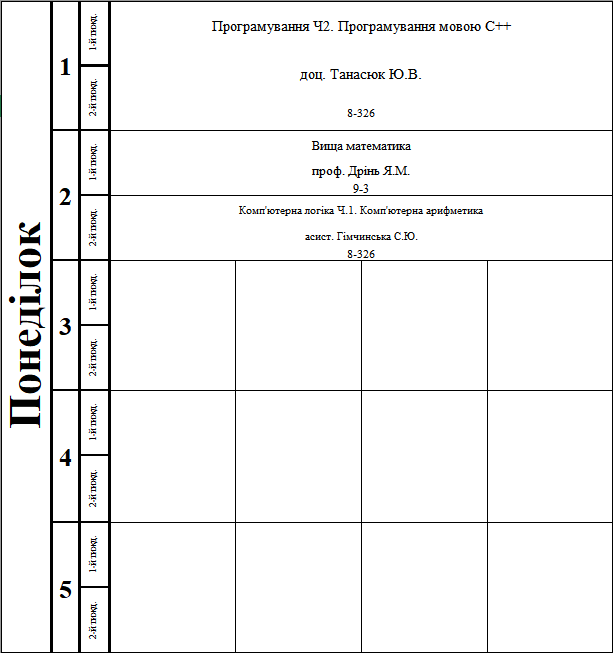 Понеділок
1
1-й тижд.
2-й тижд.
Програмування Ч2. Програмування мовою C++
доц. Танасюк Ю.В.
8-326
2
1-й тижд.
Вища математика
проф. Дрінь Я.М.
9-3
2-й тижд.
Комп'ютерна логіка Ч.1. Комп'ютерна арифметика
асист. Гімчинська С.Ю.
8-326
3
1-й тижд.
2-й тижд.
4
1-й тижд.
2-й тижд.
5
1-й тижд.
2-й тижд.